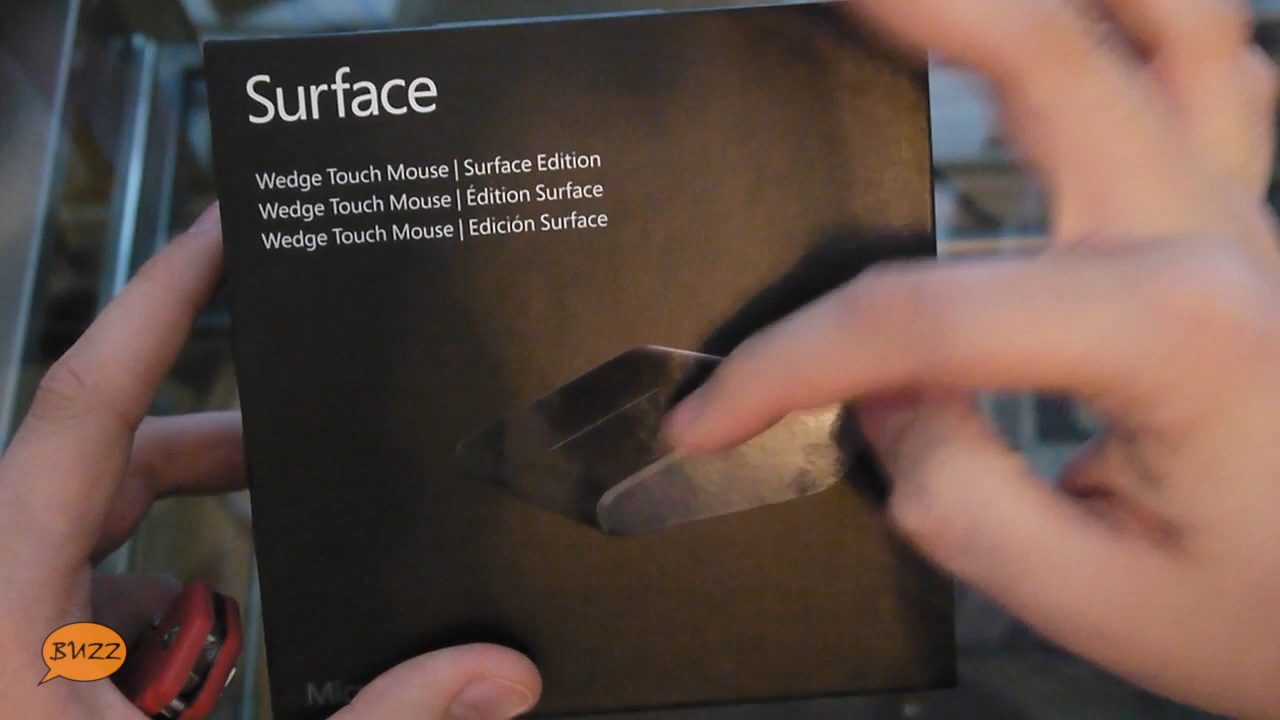 Surface
Wedge Touch Mouse | Surface Edition
Wedge Touch Mouse | Édition Surface
Wedge Touch Mouse | Edición Surface
BUZZ